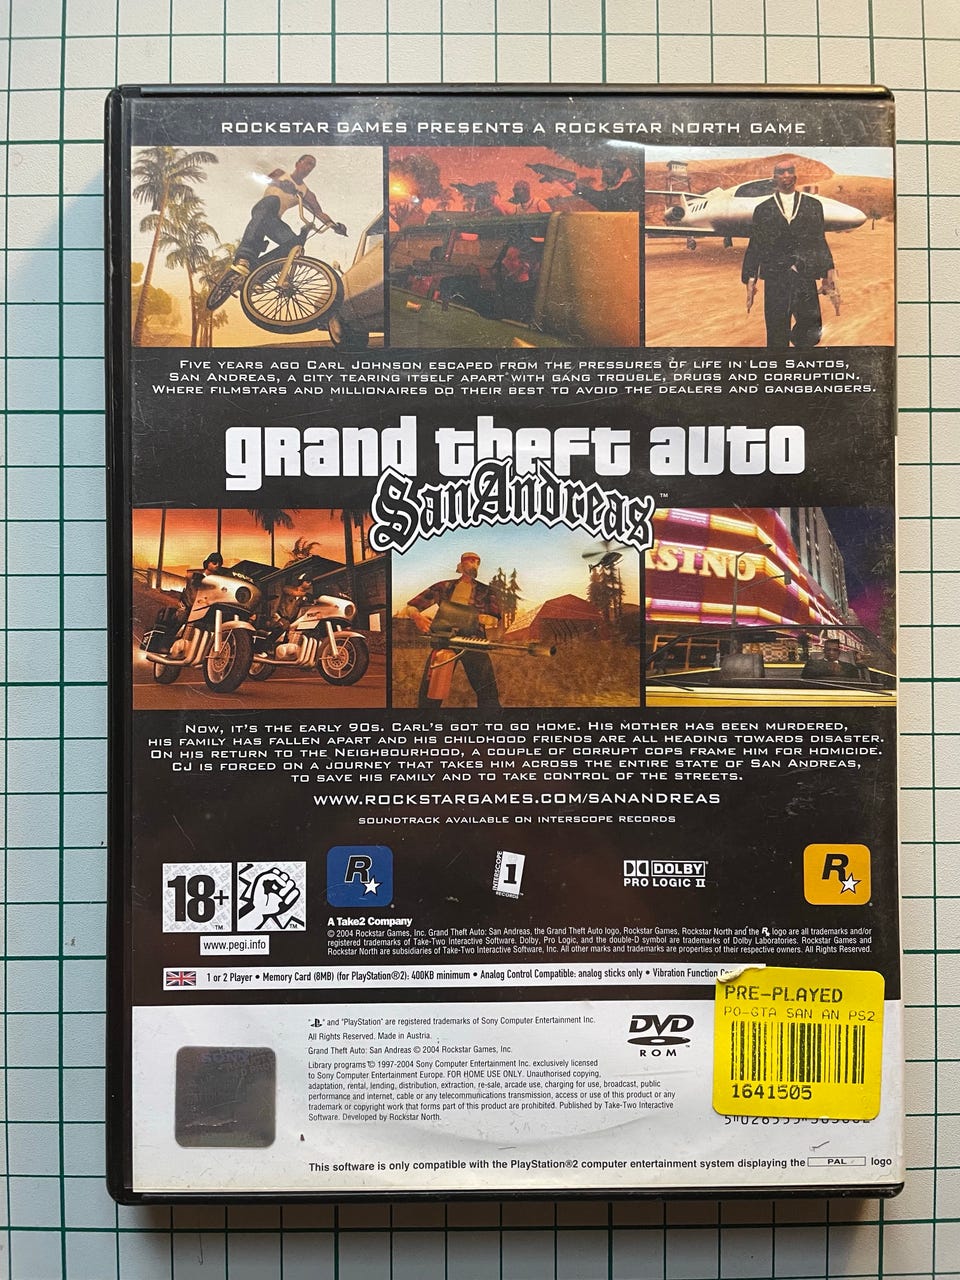 ROCKSTAR GAMES PRESENTS A ROCKSTAR NORTH GAME
FIVE YEARS AGO CARL JOHNSON ESCAPED FROM THE PRESSURES OF LIFE IN LOS SANTOS,
SAN ANDREAS, A CITY TEARING ITSELF APART WITH GANG TROUBLE, DRUGS AND CORRUPTION.
WHERE FILMSTARS AND MILLIONAIRES DO THEIR BEST TO AVOID THE DEALERS AND GANGBANGERS.
grand theft auto
San Andreas ™
SINO
NOW, IT'S THE EARLY 90S. CARL'S GOT TO GO HOME. HIS MOTHER HAS BEEN MURDERED,
HIS FAMILY HAS FALLEN APART AND HIS CHILDHOOD FRIENDS ARE ALL HEADING TOWARDS DISASTER.
ON HIS RETURN TO THE NEIGHBOURHOOD, A COUPLE OF CORRUPT COPS FRAME HIM FOR HOMICIDE.
CJ IS FORCED ON A JOURNEY THAT TAKES HIM ACROSS THE ENTIRE STATE OF SAN ANDREAS,
TO SAVE HIS FAMILY AND TO TAKE CONTROL OF THE STREETS.
WWW.ROCKSTARGAMES.COM/SANANDREAS
SOUNDTRACK AVAILABLE ON INTERSCOPE RECORDS
18+ ™ ™
www.pegi.info
R
INTERSCOPE 1 RECORDS
DOLBY
PRO LOGIC II
R
A Take2 Company
© 2004 Rockstar Games, Inc. Grand Theft Auto: San Andreas, the Grand Theft Auto logo, Rockstar Games, Rockstar North and the R logo are all trademarks and/or
registered trademarks of Take-Two Interactive Software. Dolby, Pro Logic, and the double-D symbol are trademarks of Dolby Laboratories. Rockstar Games and
Rockstar North are subsidiaries of Take-Two Interactive Software, Inc. All other marks and trademarks are properties of their respective owners. All Rights Reserved.
1 or 2 Player • Memory Card (8MB) (for PlayStation®2): 400KB minimum • Analog Control Compatible: analog sticks only • Vibration Function
PRE-PLAYED
PO-GTA SAN AN PS2
1641505
" " and "PlayStation" are registered trademarks of Sony Computer Entertainment Inc.
All Rights Reserved. Made in Austria.
Grand Theft Auto: San Andreas © 2004 Rockstar Games, Inc.
Library programs © 1997-2004 Sony Computer Entertainment Inc. exclusively licensed
to Sony Computer Entertainment Europe. FOR HOME USE ONLY. Unauthorised copying,
adaptation, rental, lending, distribution, extraction, re-sale, arcade use, charging for use, broadcast, public
performance and internet, cable or any telecommunications transmission, access or use of this product or any
trademark or copyright work that forms part of this product are prohibited. Published by Take-Two Interactive
Software. Developed by Rockstar North.
DVD
ROM
SONY
This software is only compatible with the PlayStation®2 computer entertainment system displaying the PAL logo